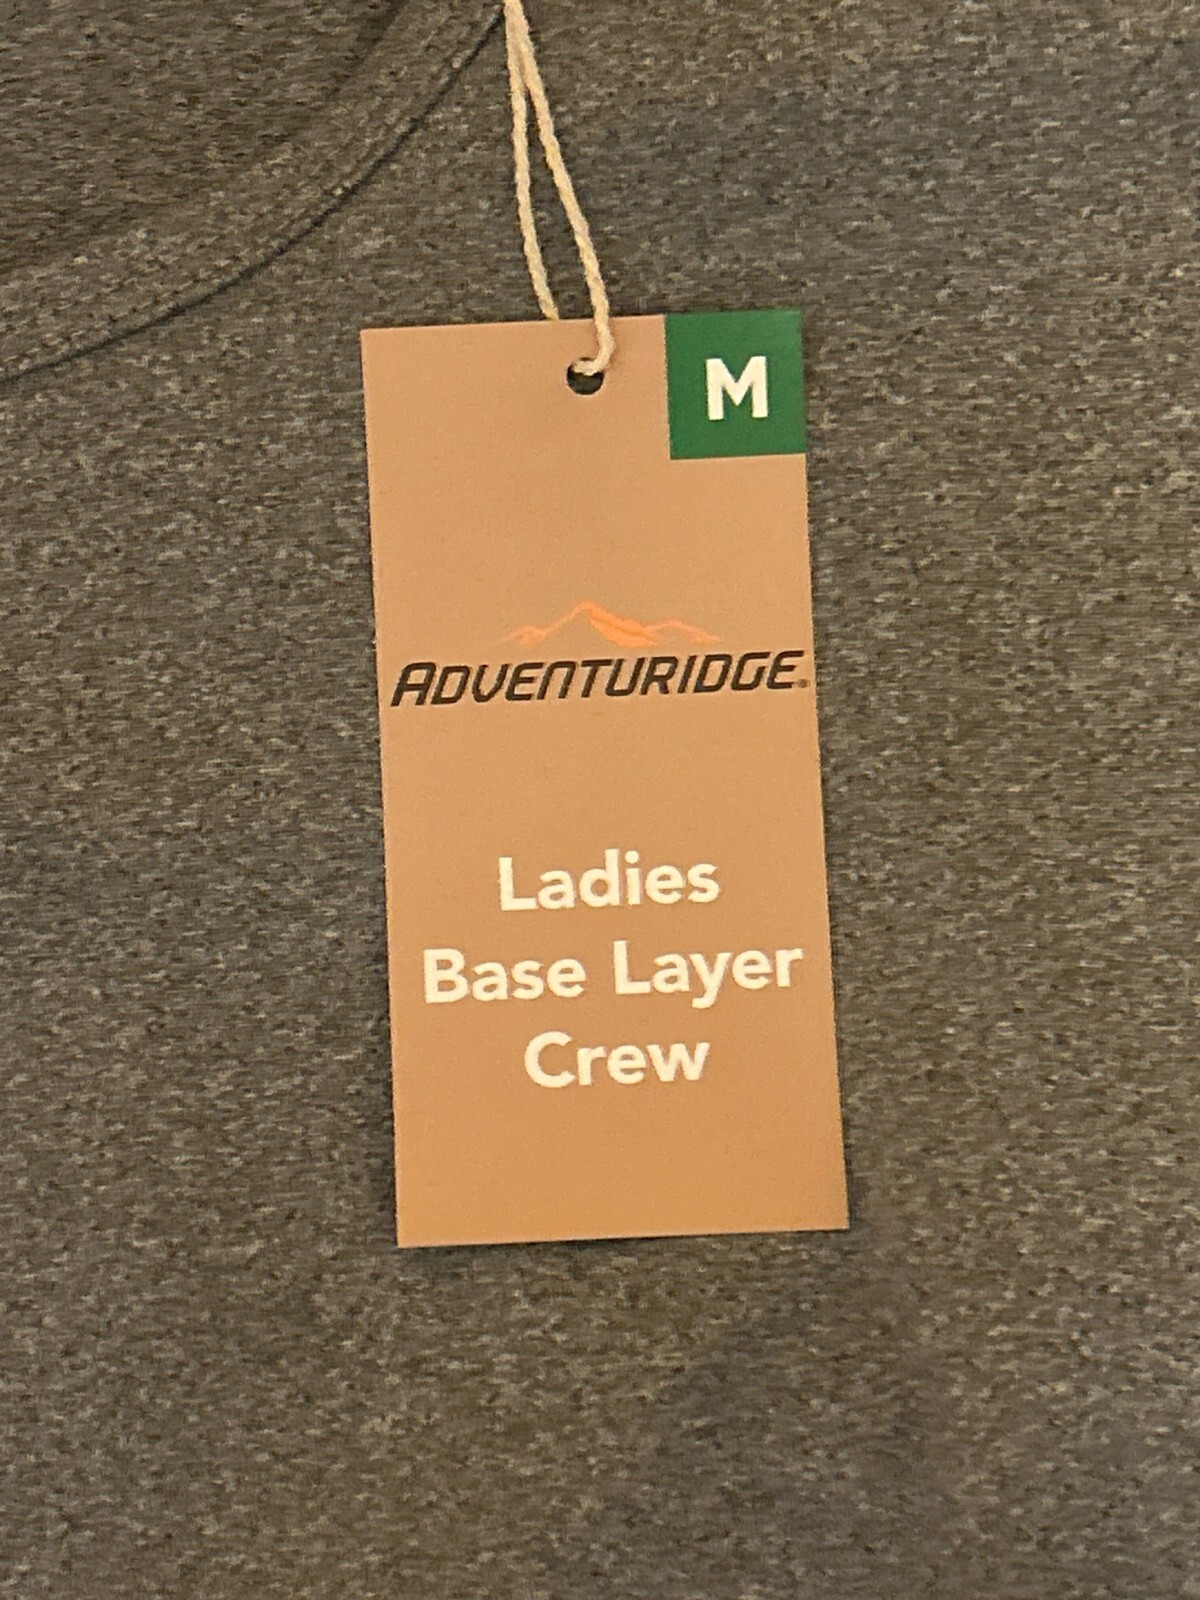 M
ADVENTURIDGE®
Ladies
Base Layer
Crew